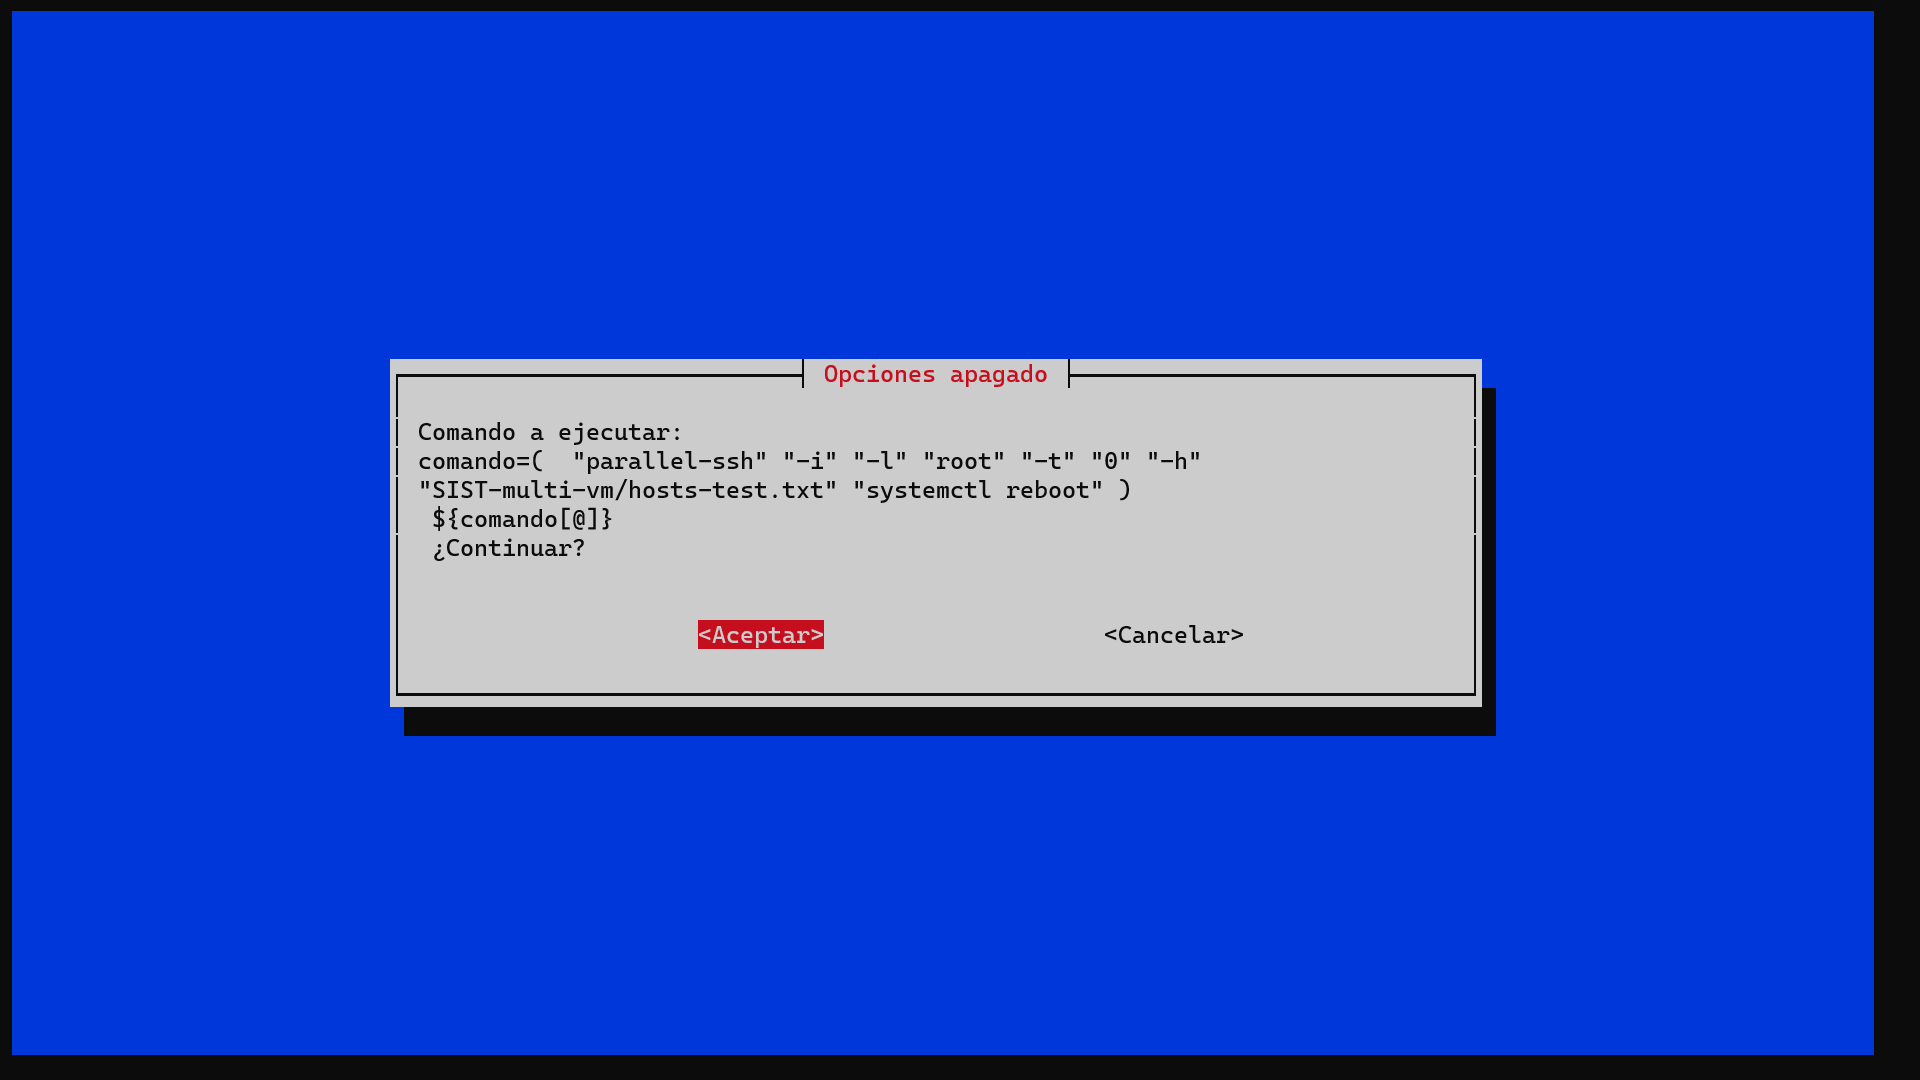 Opciones apagado
Comando a ejecutar:
comando=(  "parallel-ssh" "-i" "-l" "root" "-t" "0" "-h"
"SIST-multi-vm/hosts-test.txt" "systemctl reboot" )
${comando[@]}
¿Continuar?
<Aceptar> <Cancelar>